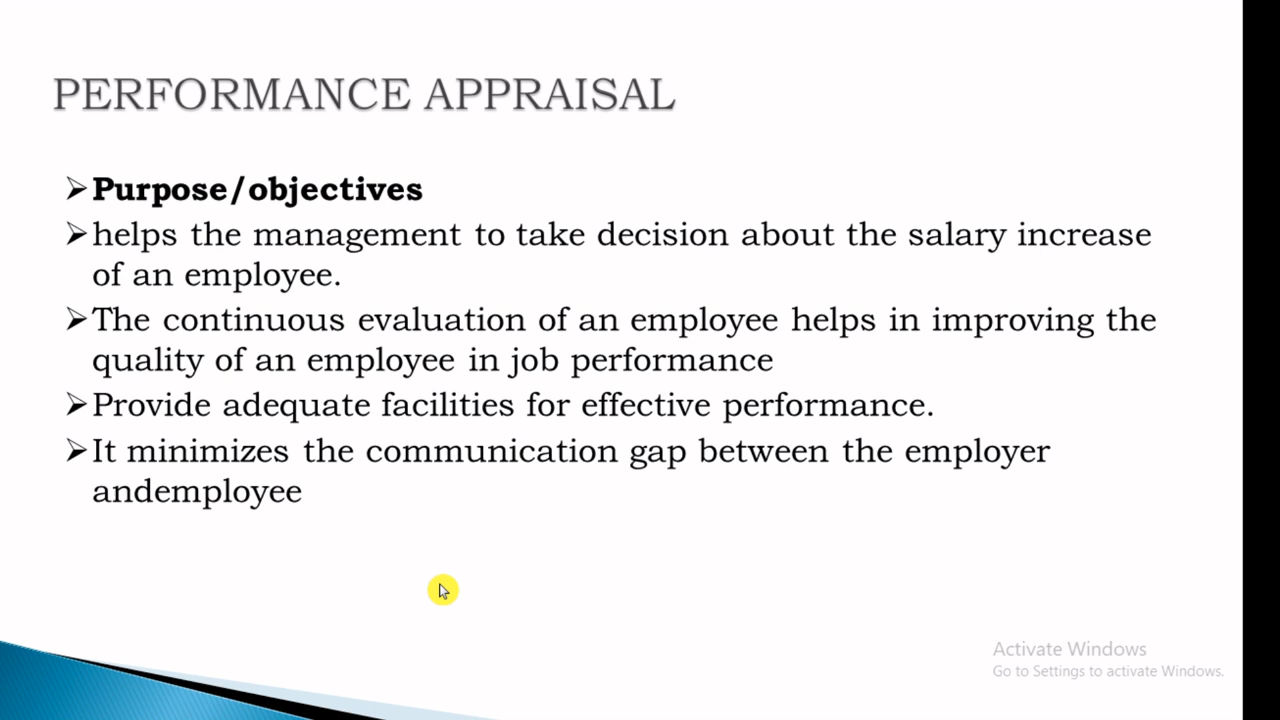 PERFORMANCE APPRAISAL
➢Purpose/objectives
➢helps the management to take decision about the salary increase
of an employee.
➢The continuous evaluation of an employee helps in improving the
quality of an employee in job performance
➢Provide adequate facilities for effective performance.
➢It minimizes the communication gap between the employer
andemployee
Activate Windows
Go to Settings to activate Windows.